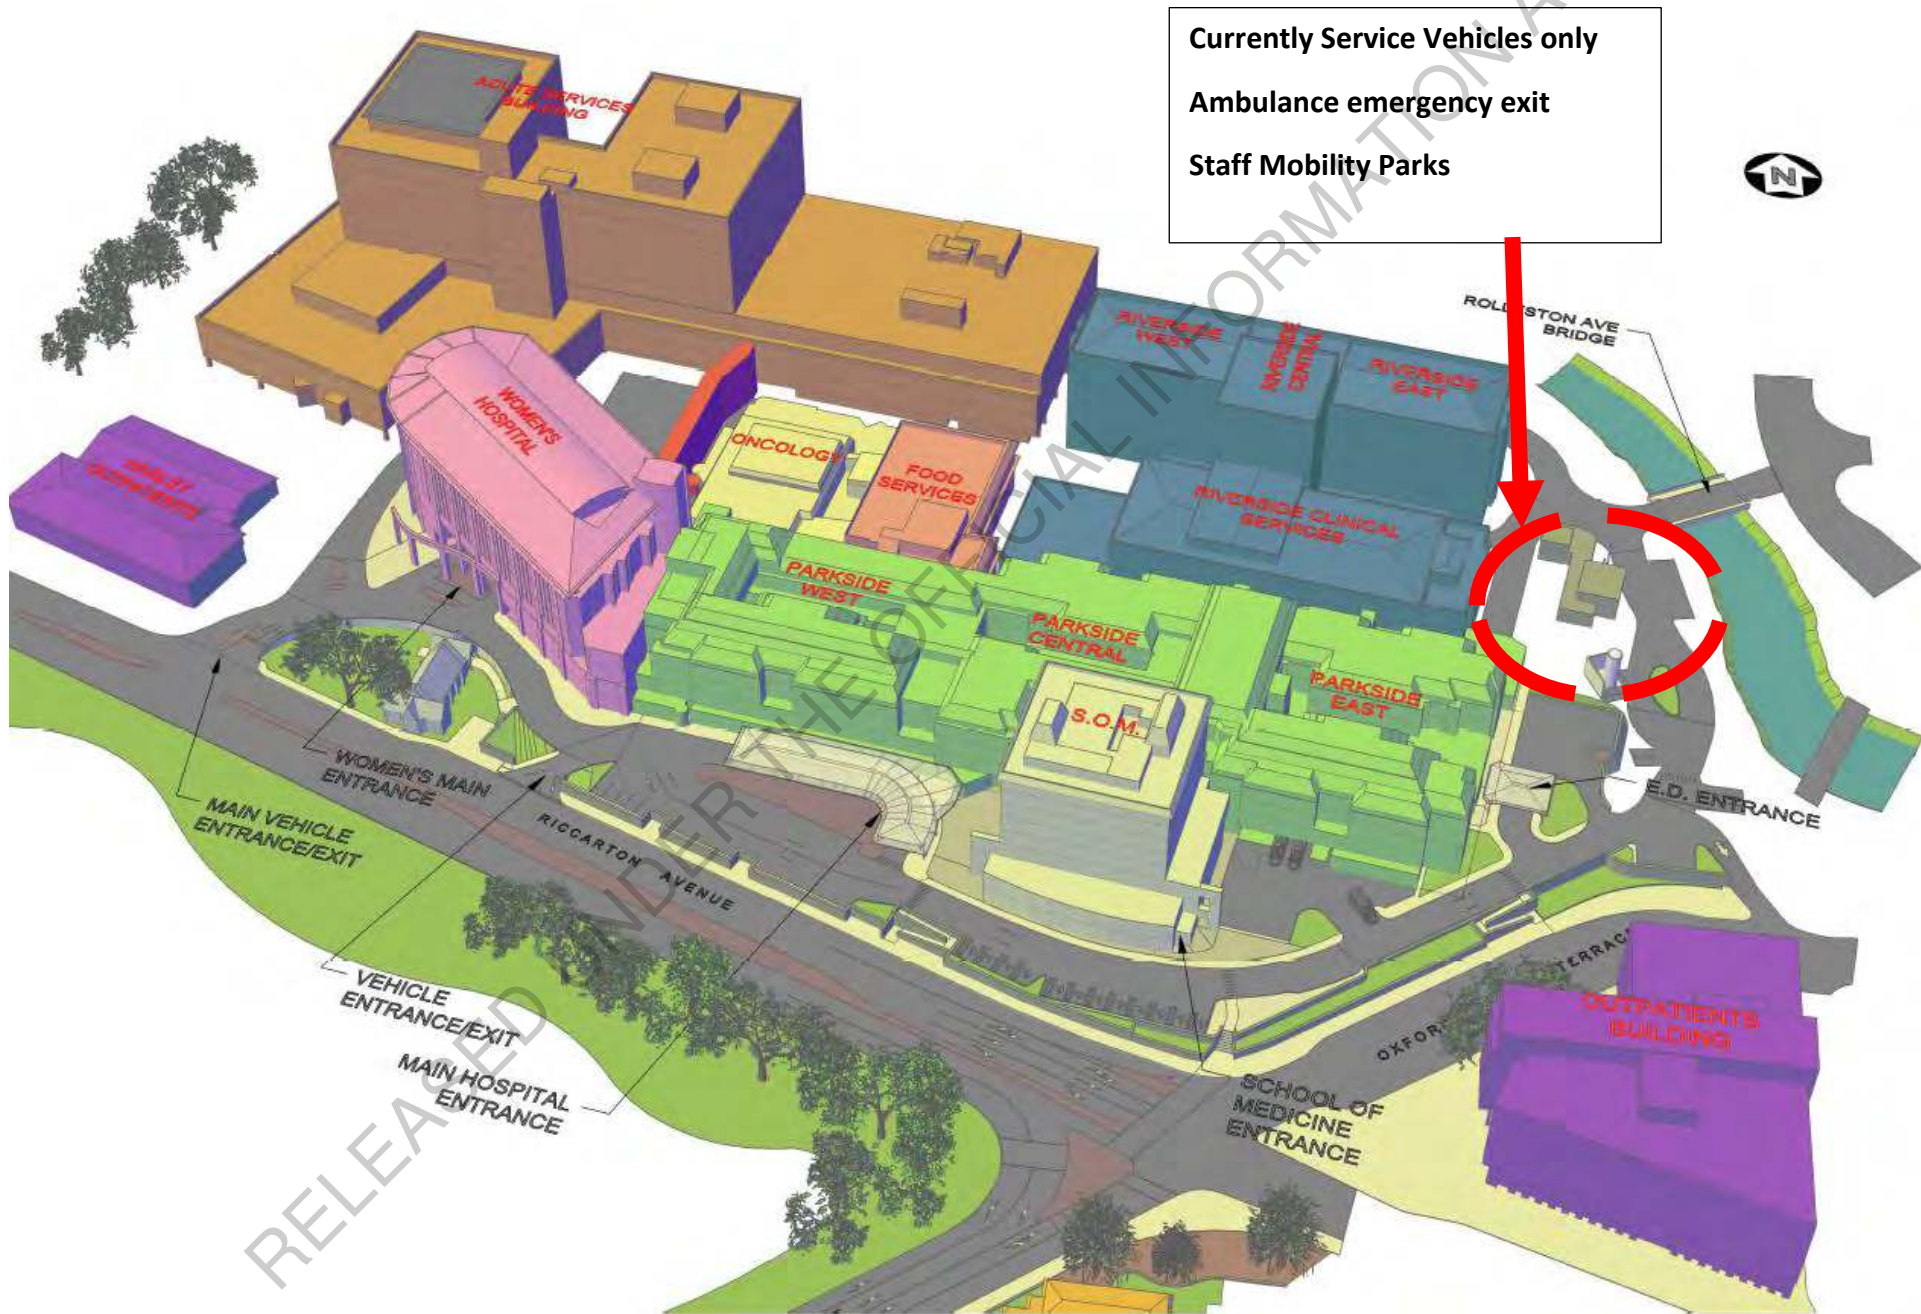 Currently Service Vehicles only
Ambulance emergency exit
Staff Mobility Parks
N
ACUTE SERVICES
BUILDING
ROLLESTON AVE
BRIDGE
RIVERSIDE
WEST
RIVERSIDE
CENTRAL
RIVERSIDE
EAST
WOMEN'S
HOSPITAL
ONCOLOGY
FOOD
SERVICES
OUTPATIENTS
RIVERSIDE CLINICAL
SERVICES
PARKSIDE
WEST
PARKSIDE
CENTRAL
PARKSIDE
EAST
S.O.M.
WOMEN'S MAIN
ENTRANCE
MAIN VEHICLE
ENTRANCE/EXIT
E.D. ENTRANCE
RICCARTON AVENUE
VEHICLE
ENTRANCE/EXIT
MAIN HOSPITAL
ENTRANCE
OXFORD TERRACE
OUTPATIENTS
BUILDING
SCHOOL OF
MEDICINE
ENTRANCE
RELEASED UNDER THE OFFICIAL INFORMATION A